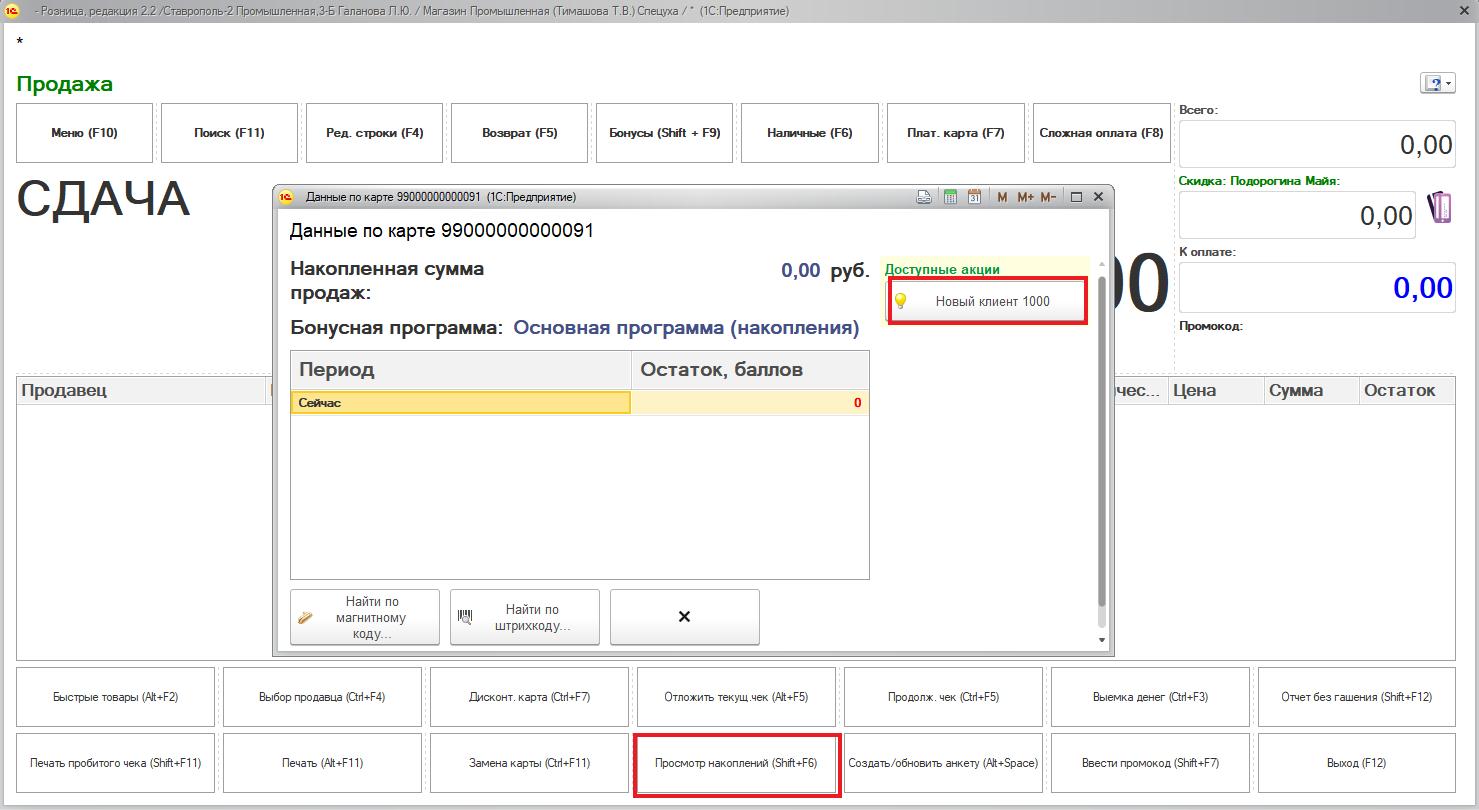 - Розница, редакция 2.2 /Ставрополь-2 Промышленная,3-Б Галанова Л.Ю. / Магазин Промышленная (Тимашова Т.В.) Спецуха / * (1С:Предприятие)
*
Продажа
Меню (F10)
Поиск (F11)
Ред. строки (F4)
Возврат (F5)
Бонусы (Shift + F9)
Наличные (F6)
Плат. карта (F7)
Сложная оплата (F8)
Всего:
0,00
СДАЧА
Скидка: Подорогина Майя:
0,00
К оплате:
0,00
Промокод:
Данные по карте 99000000000091 (1С:Предприятие)
31
M
M+
M-
Данные по карте 99000000000091
Накопленная сумма
продаж:
0,00 руб.
Доступные акции
Новый клиент 1000
Бонусная программа: Основная программа (накопления)
Период
Остаток, баллов
Сейчас
0
Найти по
магнитному
коду...
Найти по
штрихкоду...
00
Продавец
чес...
Цена
Сумма
Остаток
Быстрые товары (Alt+F2)
Выбор продавца (Ctrl+F4)
Дисконт. карта (Ctrl+F7)
Отложить текущ.чек (Alt+F5)
Продолж. чек (Ctrl+F5)
Выемка денег (Ctrl+F3)
Отчет без гашения (Shift+F12)
Печать пробитого чека (Shift+F11)
Печать (Alt+F11)
Замена карты (Ctrl+F11)
Просмотр накоплений (Shift+F6)
Создать/обновить анкету (Alt+Space)
Ввести промокод (Shift+F7)
Выход (F12)